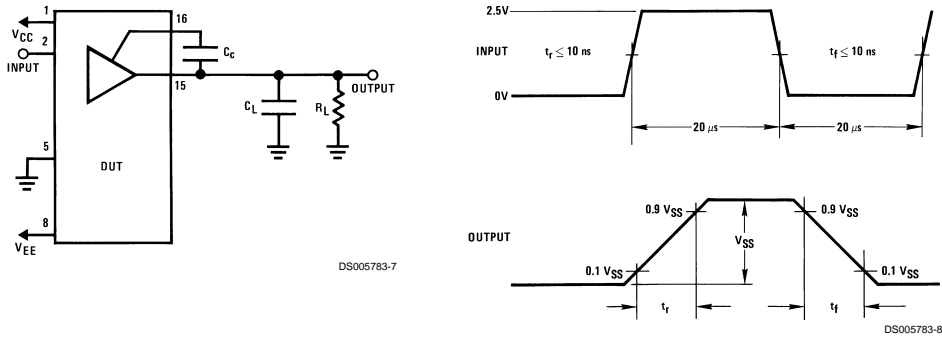 1
VCC
2
INPUT
16
Cc
15
OUTPUT
CL
RL
5
DUT
8
VEE
DS005783-7
2.5V
INPUT
tr ≤ 10 ns
tf ≤ 10 ns
0V
20 μs
20 μs
0.9 VSS
0.9 VSS
OUTPUT
VSS
0.1 VSS
0.1 VSS
tr
tf
DS005783-8